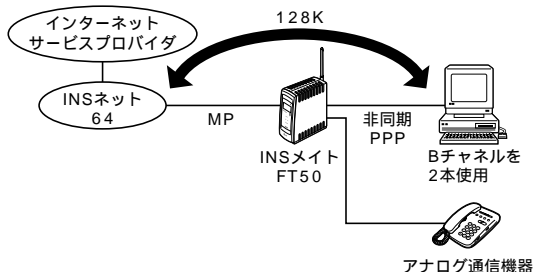 インターネット
サービスプロバイダ
128K
INSネット
64
MP
非同期
PPP
INSメイト
FT50
Bチャネルを
2本使用
アナログ通信機器